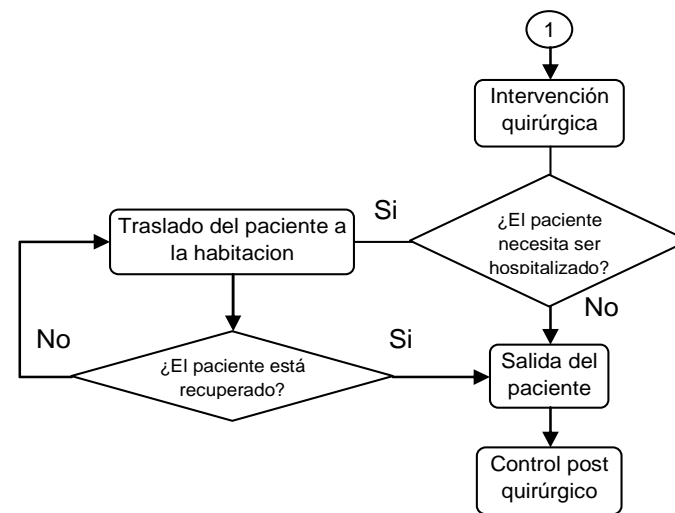 1
Intervención
quirúrgica
¿El paciente
necesita ser
hospitalizado?
Si
Traslado del paciente a
la habitacion
No
¿El paciente está
recuperado?
Si
No
Salida del
paciente
Control post
quirúrgico